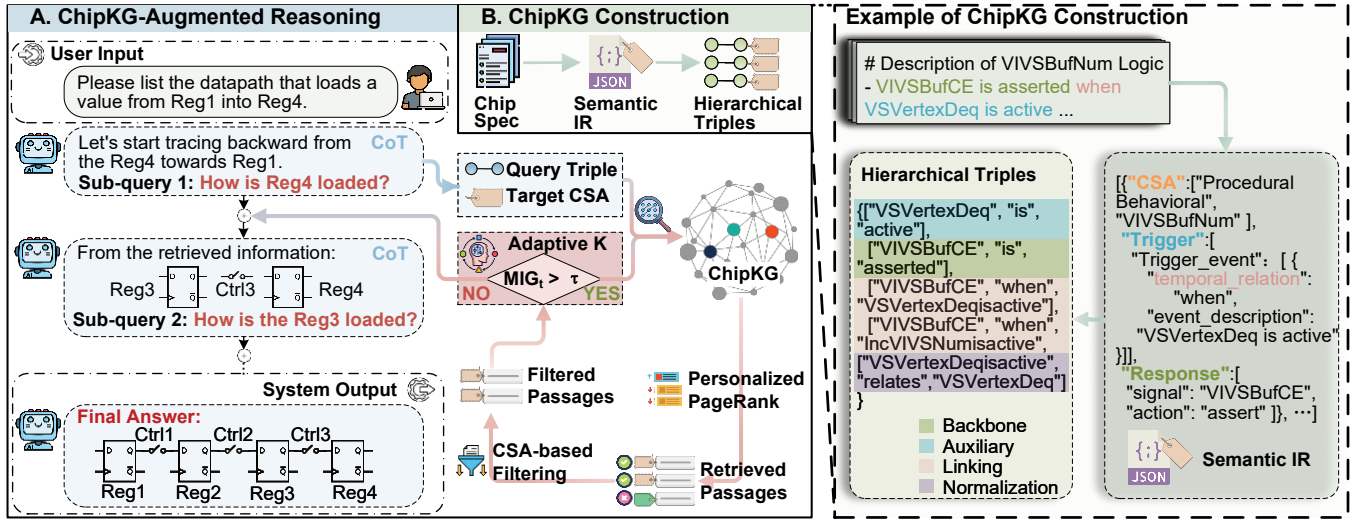 A. ChipKG-Augmented Reasoning
User Input
Please list the datapath that loads a
value from Reg1 into Reg4.
Let's start tracing backward from
the Reg4 towards Reg1.
CoT
Sub-query 1: How is Reg4 loaded?
From the retrieved information:
CoT
Reg3
Ctrl3
Reg4
Sub-query 2: How is the Reg3 loaded?
System Output
Final Answer:
Ctrl1
Ctrl2
Ctrl3
Reg1
Reg2
Reg3
Reg4
B. ChipKG Construction
Chip
Spec
{;}
JSON
Semantic
IR
Hierarchical
Triples
Query Triple
Target CSA
Adaptive K
MIGt > τ
NO
YES
ChipKG
Filtered
Passages
Personalized
PageRank
CSA-based
Filtering
Retrieved
Passages
Example of ChipKG Construction
# Description of VIVSBufNum Logic
- VIVSBufCE is asserted when
VSVertexDeq is active ...
Hierarchical Triples
{["VSVertexDeq", "is",
"active"],
["VIVSBufCE", "is"
"asserted"],
["VIVSBufCE", "when",
"VSVertexDeqisactive"],
["VIVSBufCE", "when",
"IncVIVSNumisactive",
["VSVertexDeqisactive",
"relates","VSVertexDeq"]
}
Backbone
Auxiliary
Linking
Normalization
[{"CSA":["Procedural
Behavioral",
"VIVSBufNum" ],
"Trigger":[
"Trigger_event": [ {
"temporal_relation":
"when",
"event_description":
"VSVertexDeq is active"
}]],
"Response":[
"signal": "VIVSBufCE",
"action": "assert" ]}, ···]
{;}
JSON
Semantic IR